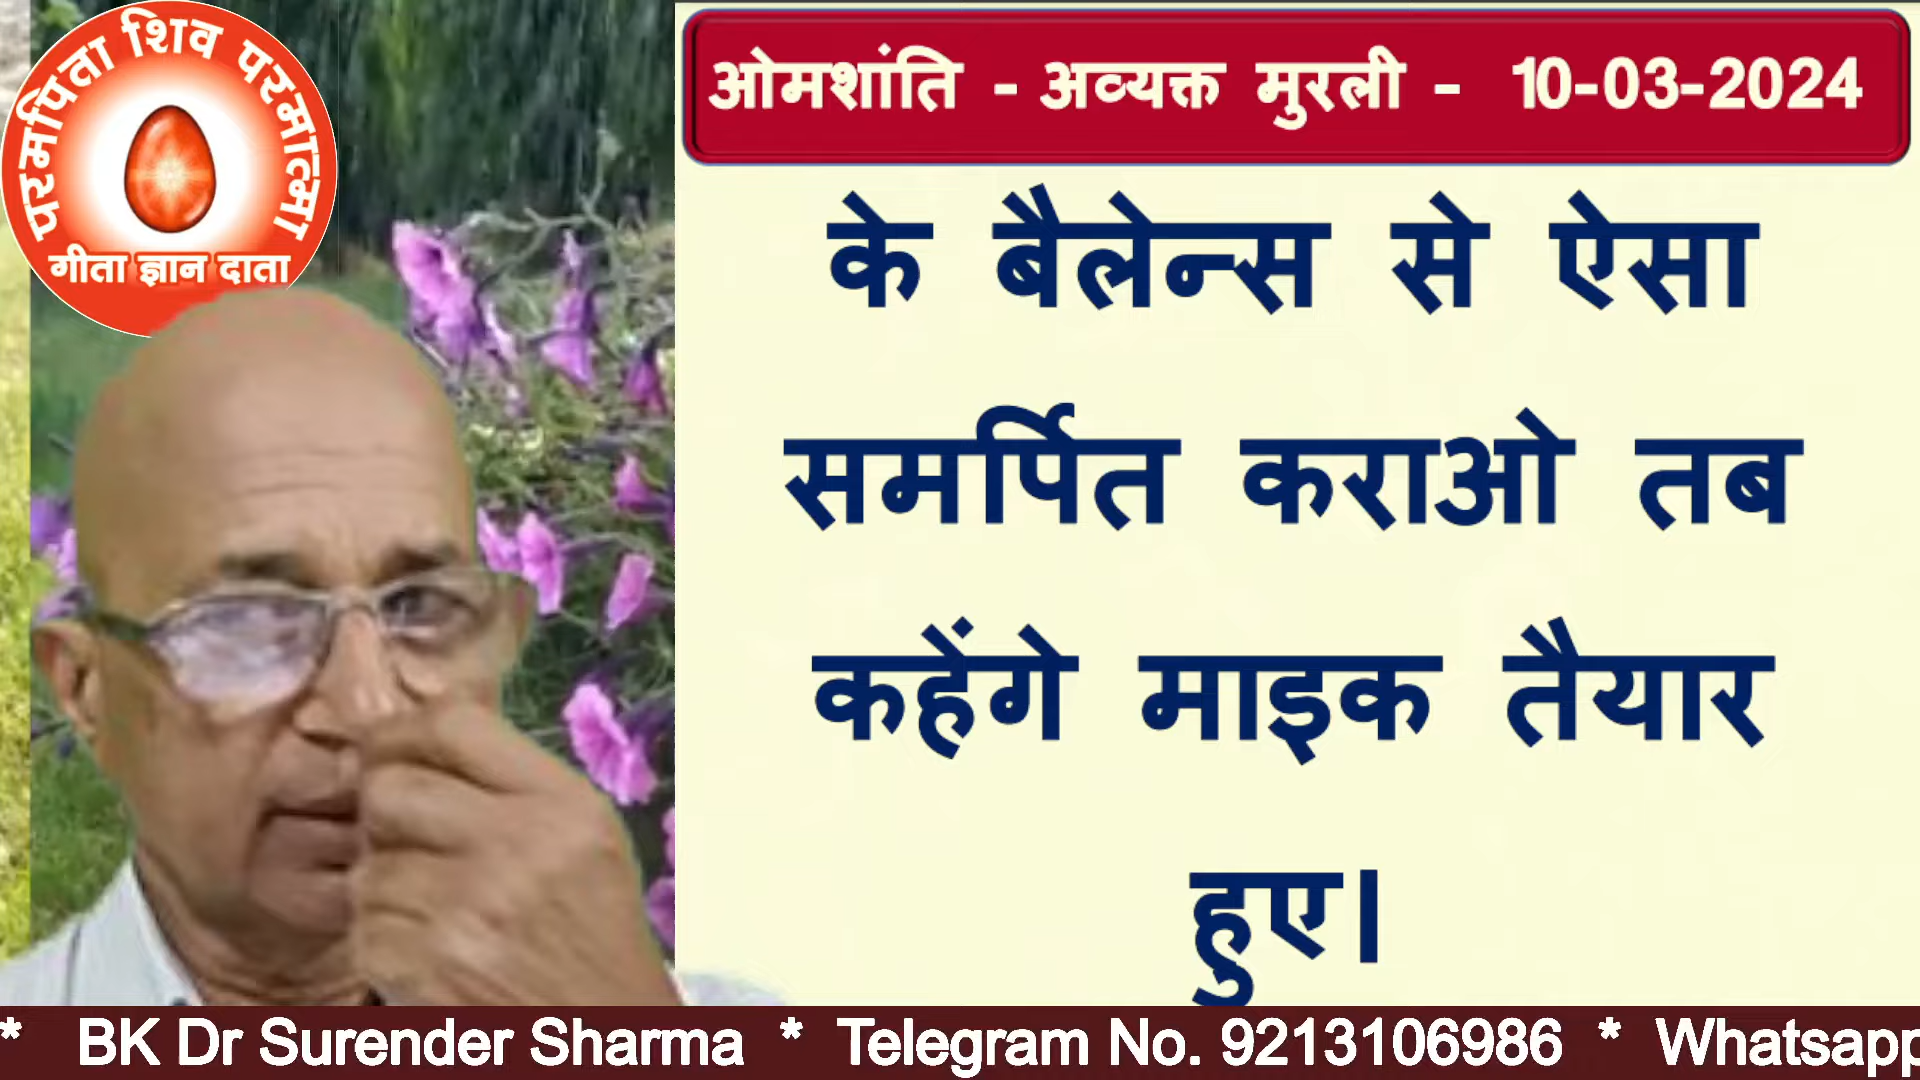 परमपिता शिव परमात्मा
गीता ज्ञान दाता
ओमशांति - अव्यक्त मुरली - 10-03-2024
के बैलेन्स से ऐसा
समर्पित कराओ तब
कहेंगे माइक तैयार
हुए।
* BK Dr Surender Sharma * Telegram No. 9213106986 * Whatsapp